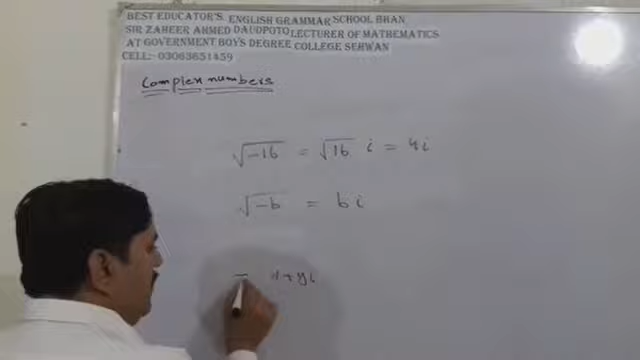 BEST EDUCATOR'S. ENGLISH GRAMMAR SCHOOL BHAN
SIR ZAHEER AHMED DAUDPOTO LECTURER OF MATHEMATICS
AT GOVERNMENT BOYS DEGREE COLLEGE SEHWAN
CELL:- 03063651459
Complex numbers
√-16 = √16 i = 4i
√-b = bi
x+yi